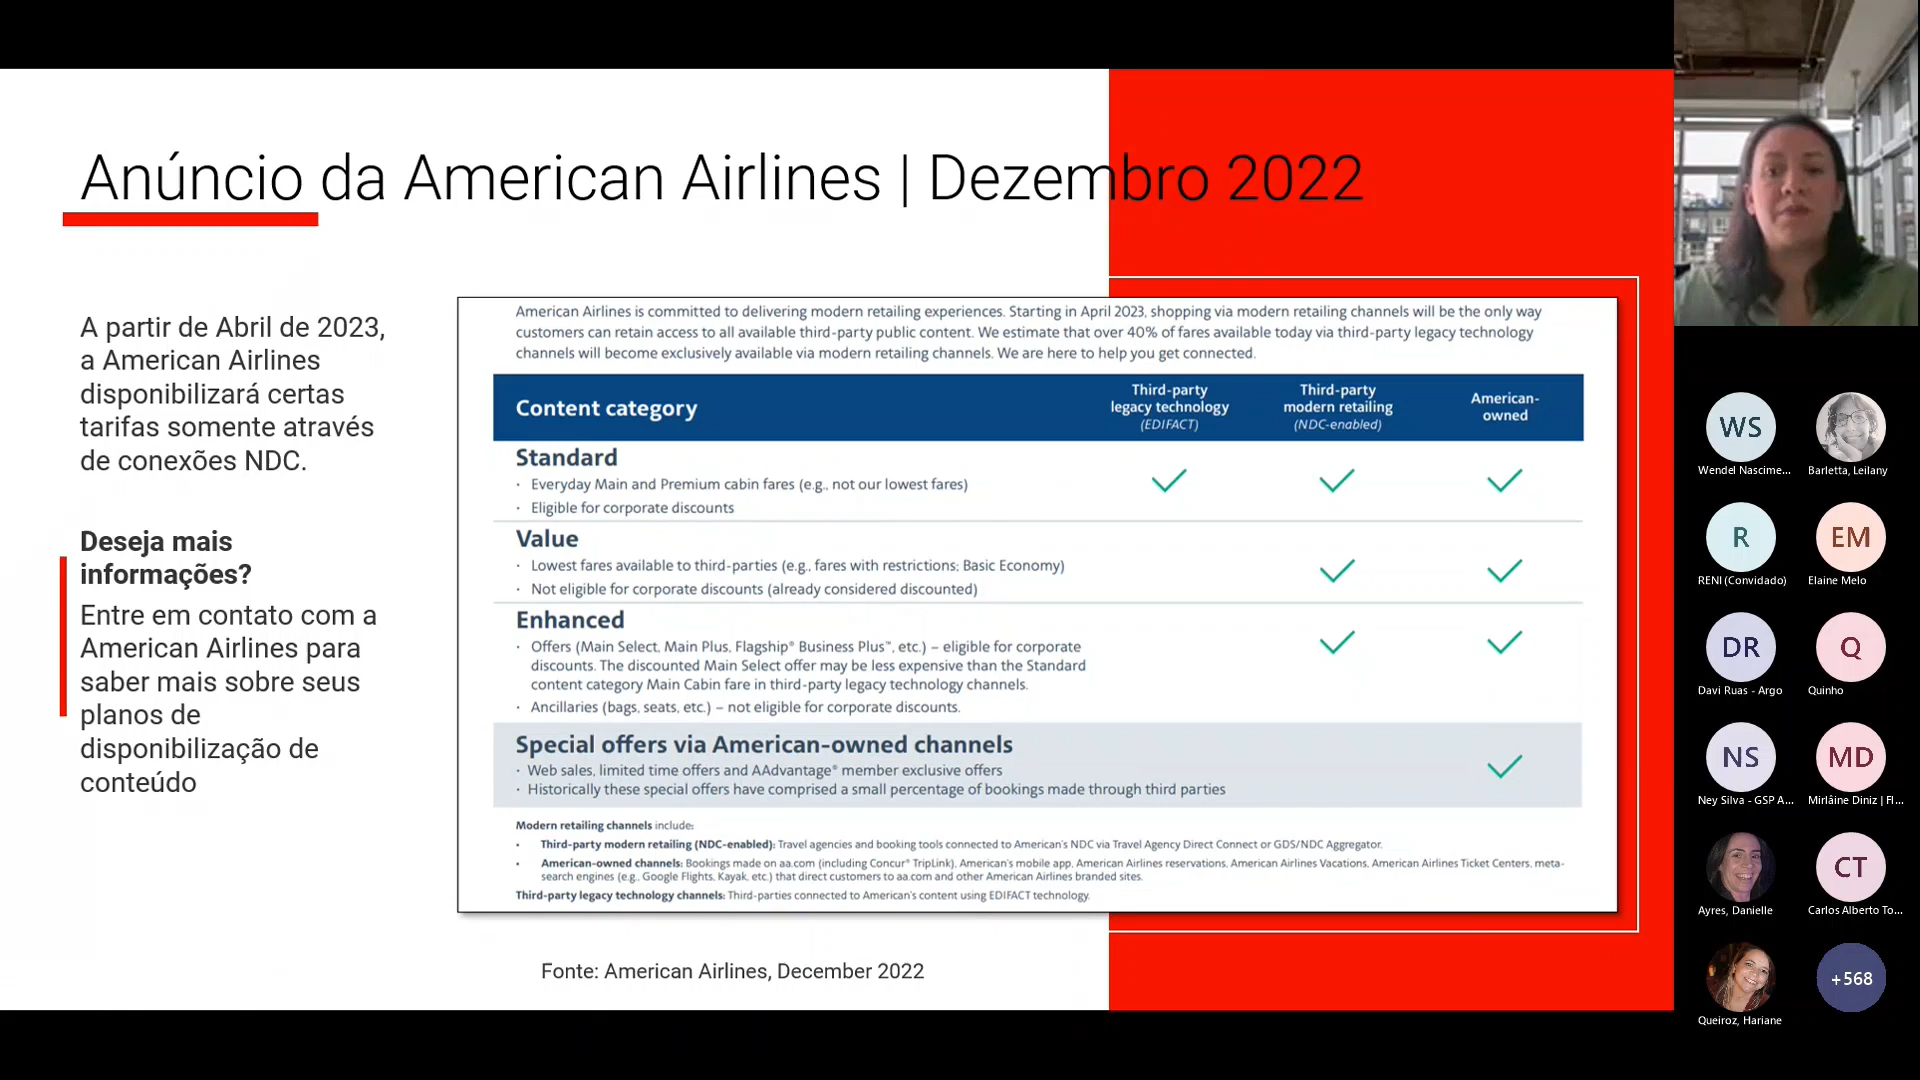 Anúncio da American Airlines | Dezembro 2022
A partir de Abril de 2023,
a American Airlines
disponibilizará certas
tarifas somente através
de conexões NDC.
Deseja mais
informações?
Entre em contato com a
American Airlines para
saber mais sobre seus
planos de
disponibilização de
conteúdo
American Airlines is committed to delivering modern retailing experiences. Starting in April 2023, shopping via modern retailing channels will be the only way
customers can retain access to all available third-party public content. We estimate that over 40% of fares available today via third-party legacy technology
channels will become exclusively available via modern retailing channels. We are here to help you get connected.
Content category
Third-party
legacy technology
(EDIFACT)
Third-party
modern retailing
(NDC-enabled)
American-
owned
Standard
· Everyday Main and Premium cabin fares (e.g., not our lowest fares)
· Eligible for corporate discounts
Value
· Lowest fares available to third-parties (e.g., fares with restrictions; Basic Economy)
· Not eligible for corporate discounts (already considered discounted)
Enhanced
· Offers (Main Select, Main Plus, Flagship® Business Plus™, etc.) – eligible for corporate
discounts. The discounted Main Select offer may be less expensive than the Standard
content category Main Cabin fare in third-party legacy technology channels.
· Ancillaries (bags, seats, etc.) – not eligible for corporate discounts.
Special offers via American-owned channels
· Web sales, limited time offers and AAdvantage® member exclusive offers
· Historically these special offers have comprised a small percentage of bookings made through third parties
Modern retailing channels include:
• Third-party modern retailing (NDC-enabled): Travel agencies and booking tools connected to American's NDC via Travel Agency Direct Connect or GDS/NDC Aggregator.
• American-owned channels: Bookings made on aa.com (including Concur® TripLink), American's mobile app, American Airlines reservations, American Airlines Vacations, American Airlines Ticket Centers, meta-
search engines (e.g., Google Flights, Kayak, etc.) that direct customers to aa.com and other American Airlines branded sites.
Third-party legacy technology channels: Third-parties connected to American's content using EDIFACT technology.
Fonte: American Airlines, December 2022
WS
Wendel Nascime...
Barletta, Leilany
R
RENI (Convidado)
EM
Elaine Melo
DR
Davi Ruas - Argo
Q
Quinho
NS
Ney Silva - GSP A...
MD
Mirlâine Diniz | Fl...
Ayres, Danielle
CT
Carlos Alberto To...
Queiroz, Hariane
+568